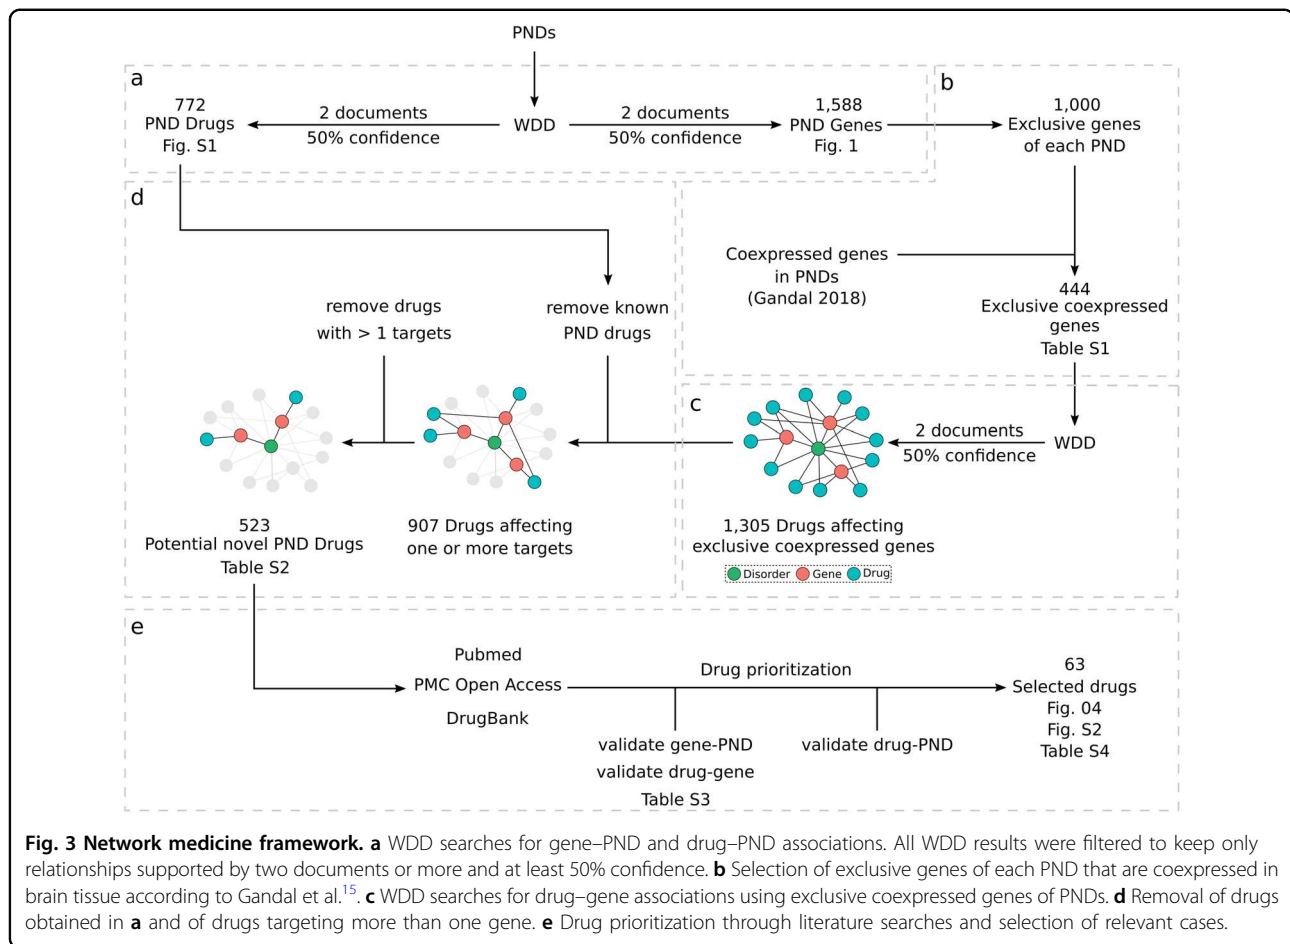 PNDs
a
772
PND Drugs
Fig. S1
2 documents
50% confidence
WDD
2 documents
50% confidence
1,588
PND Genes
Fig. 1
b
1,000
Exclusive genes
of each PND
Coexpressed genes
in PNDs
(Gandal 2018)
444
Exclusive coexpressed
genes
Table S1
c
WDD
2 documents
50% confidence
1,305 Drugs affecting
exclusive coexpressed genes
Disorder Gene Drug
d
remove known
PND drugs
remove drugs
with > 1 targets
907 Drugs affecting
one or more targets
523
Potential novel PND Drugs
Table S2
e
Pubmed
PMC Open Access
DrugBank
Drug prioritization
validate gene-PND
validate drug-gene
Table S3
validate drug-PND
63
Selected drugs
Fig. 04
Fig. S2
Table S4
Fig. 3 Network medicine framework. a WDD searches for gene–PND and drug–PND associations. All WDD results were filtered to keep only
relationships supported by two documents or more and at least 50% confidence. b Selection of exclusive genes of each PND that are coexpressed in
brain tissue according to Gandal et al.15. c WDD searches for drug–gene associations using exclusive coexpressed genes of PNDs. d Removal of drugs
obtained in a and of drugs targeting more than one gene. e Drug prioritization through literature searches and selection of relevant cases.